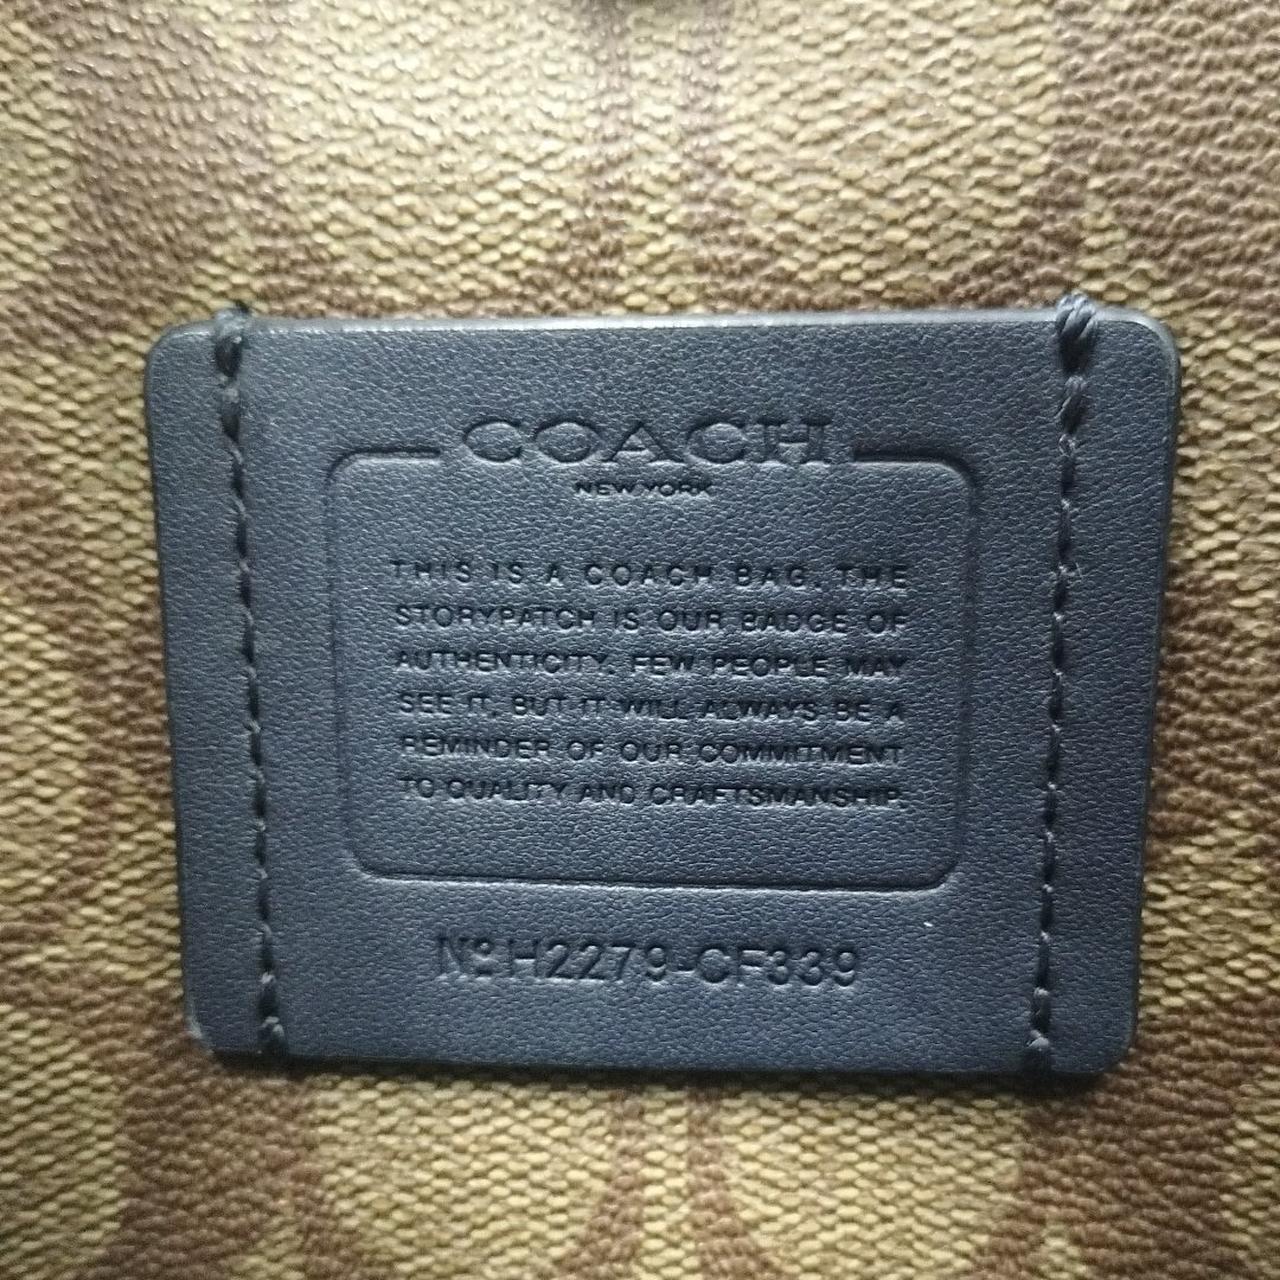 COACH
NEW YORK
THIS IS A COACH BAG. THE
STORYPATCH IS OUR BADGE OF
AUTHENTICITY. FEW PEOPLE MAY
SEE IT, BUT IT WILL ALWAYS BE A
REMINDER OF OUR COMMITMENT
TO QUALITY AND CRAFTSMANSHIP.
Nº H2279-CF339